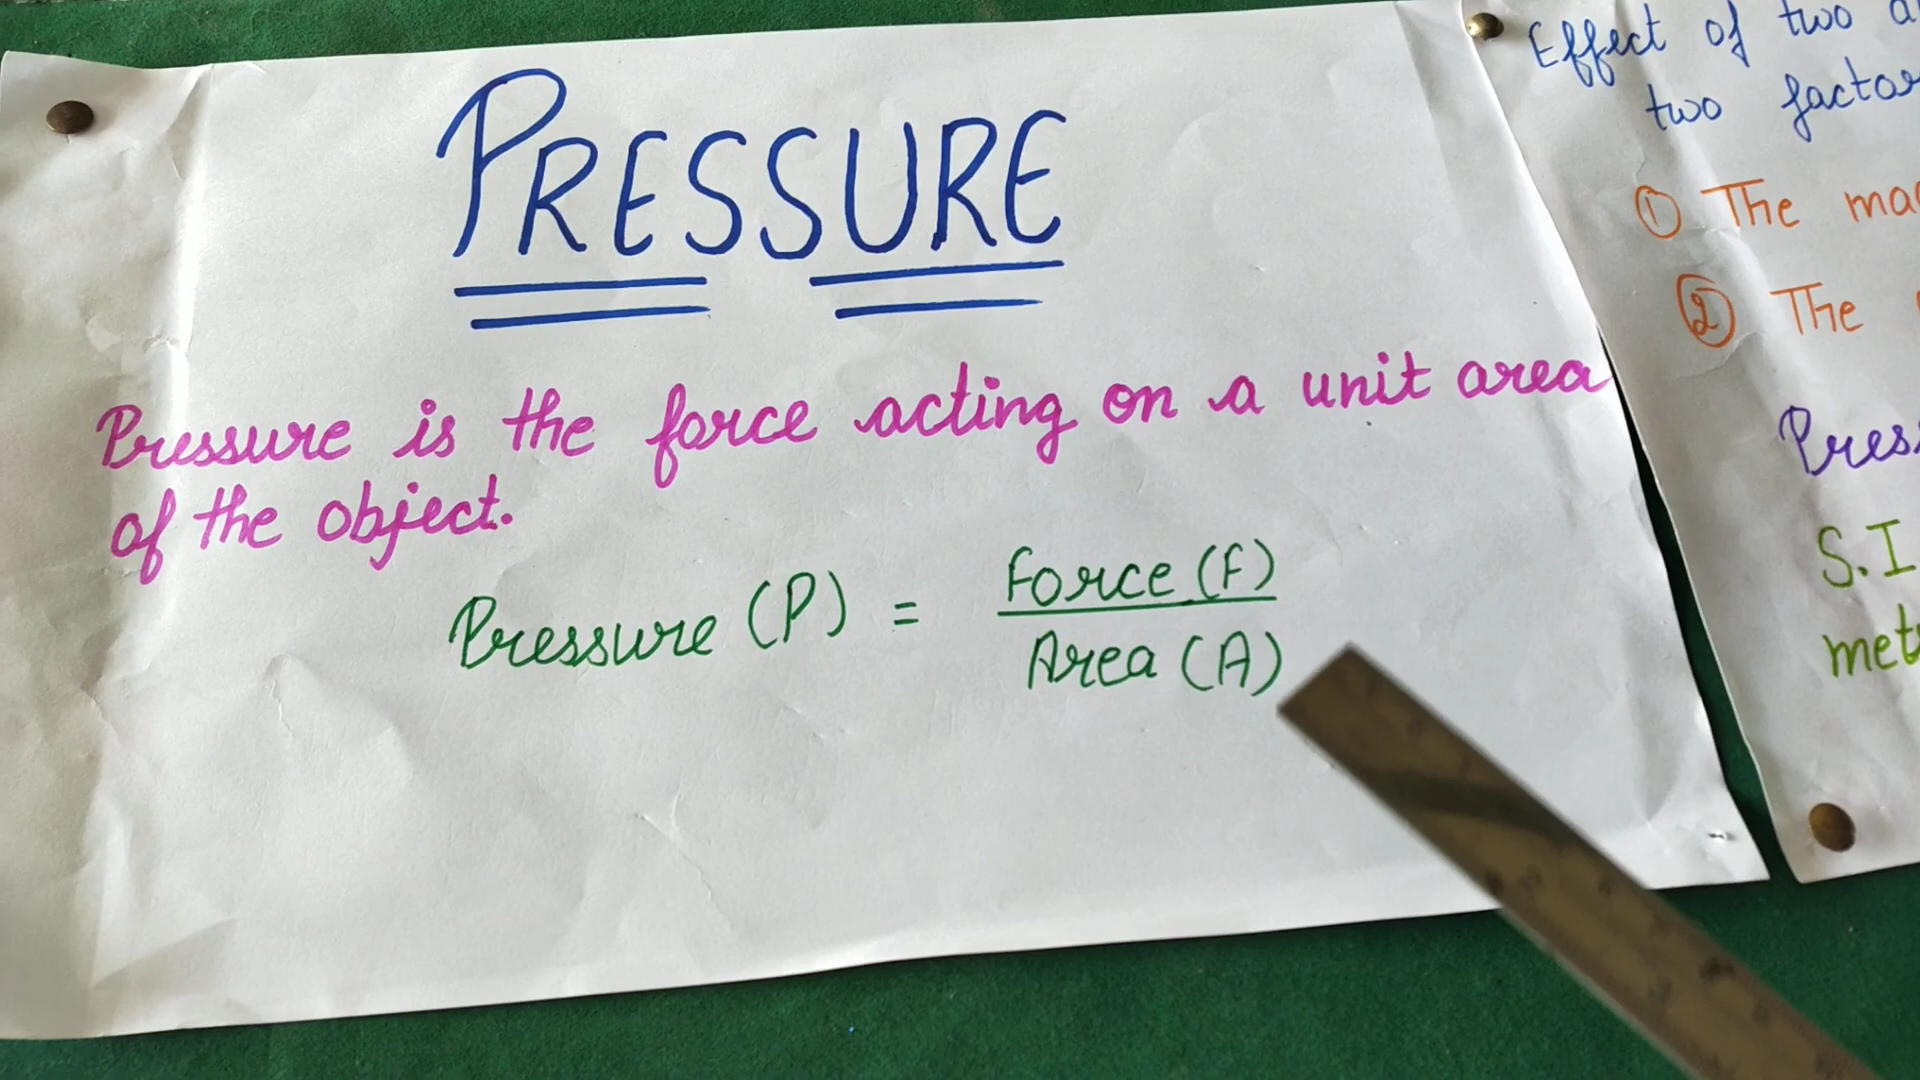 PRESSURE
Pressure is the force acting on a unit area
of the object.
Pressure (P) = Force (F)
Area (A)
Effect of two
two
① The
② The
S.I